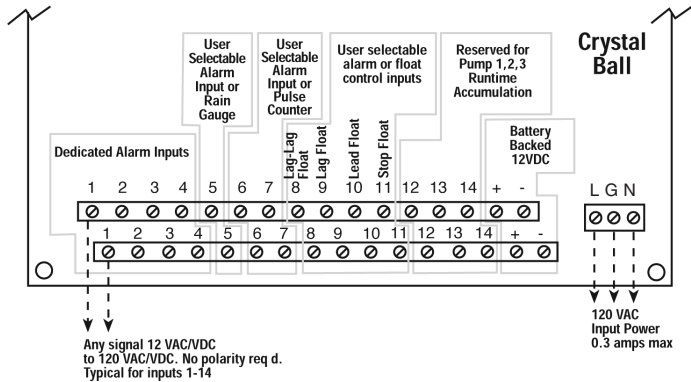 Crystal
Ball
User
Selectable
Alarm
Input or
Rain
Gauge
User
Selectable
Alarm
Input or
Pulse
Counter
User selectable
alarm or float
control inputs
Reserved for
Pump 1,2,3
Runtime
Accumulation
Battery
Backed
12VDC
Dedicated Alarm Inputs
Lag-Lag
Float
Lag Float
Lead Float
Stop Float
1 2 3 4 5 6 7 8 9 10 11 12 13 14 + -
L G N
1 2 3 4 5 6 7 8 9 10 11 12 13 14 + -
Any signal 12 VAC/VDC
to 120 VAC/VDC. No polarity req d.
Typical for inputs 1-14
120 VAC
Input Power
0.3 amps max